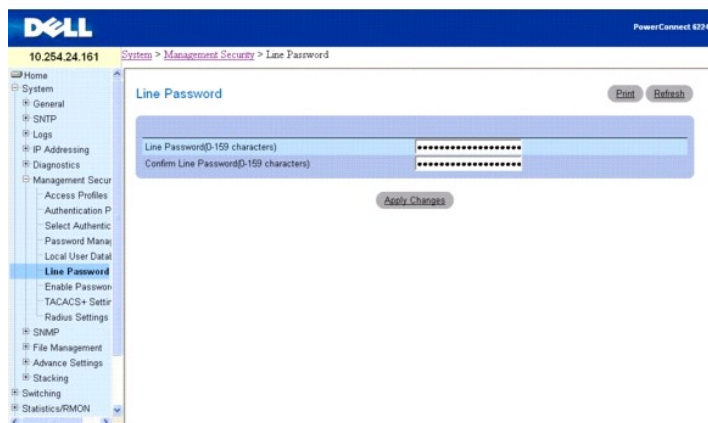 DELL
PowerConnect 622
10.254.24.161
System > Management Security > Line Password
Home
System
General
SNTP
Logs
IP Addressing
Diagnostics
Management Secur
Access Profiles
Authentication P
Select Authentic
Password Manag
Local User Datab
Line Password
Enable Passwor
TACACS+ Settin
Radius Settings
SNMP
File Management
Advance Settings
Stacking
Switching
Statistics/RMON
Line Password
Print Refresh
Line Password(0-159 characters) ••••••••••••••••••••
Confirm Line Password(0-159 characters) ••••••••••••••••••••
Apply Changes